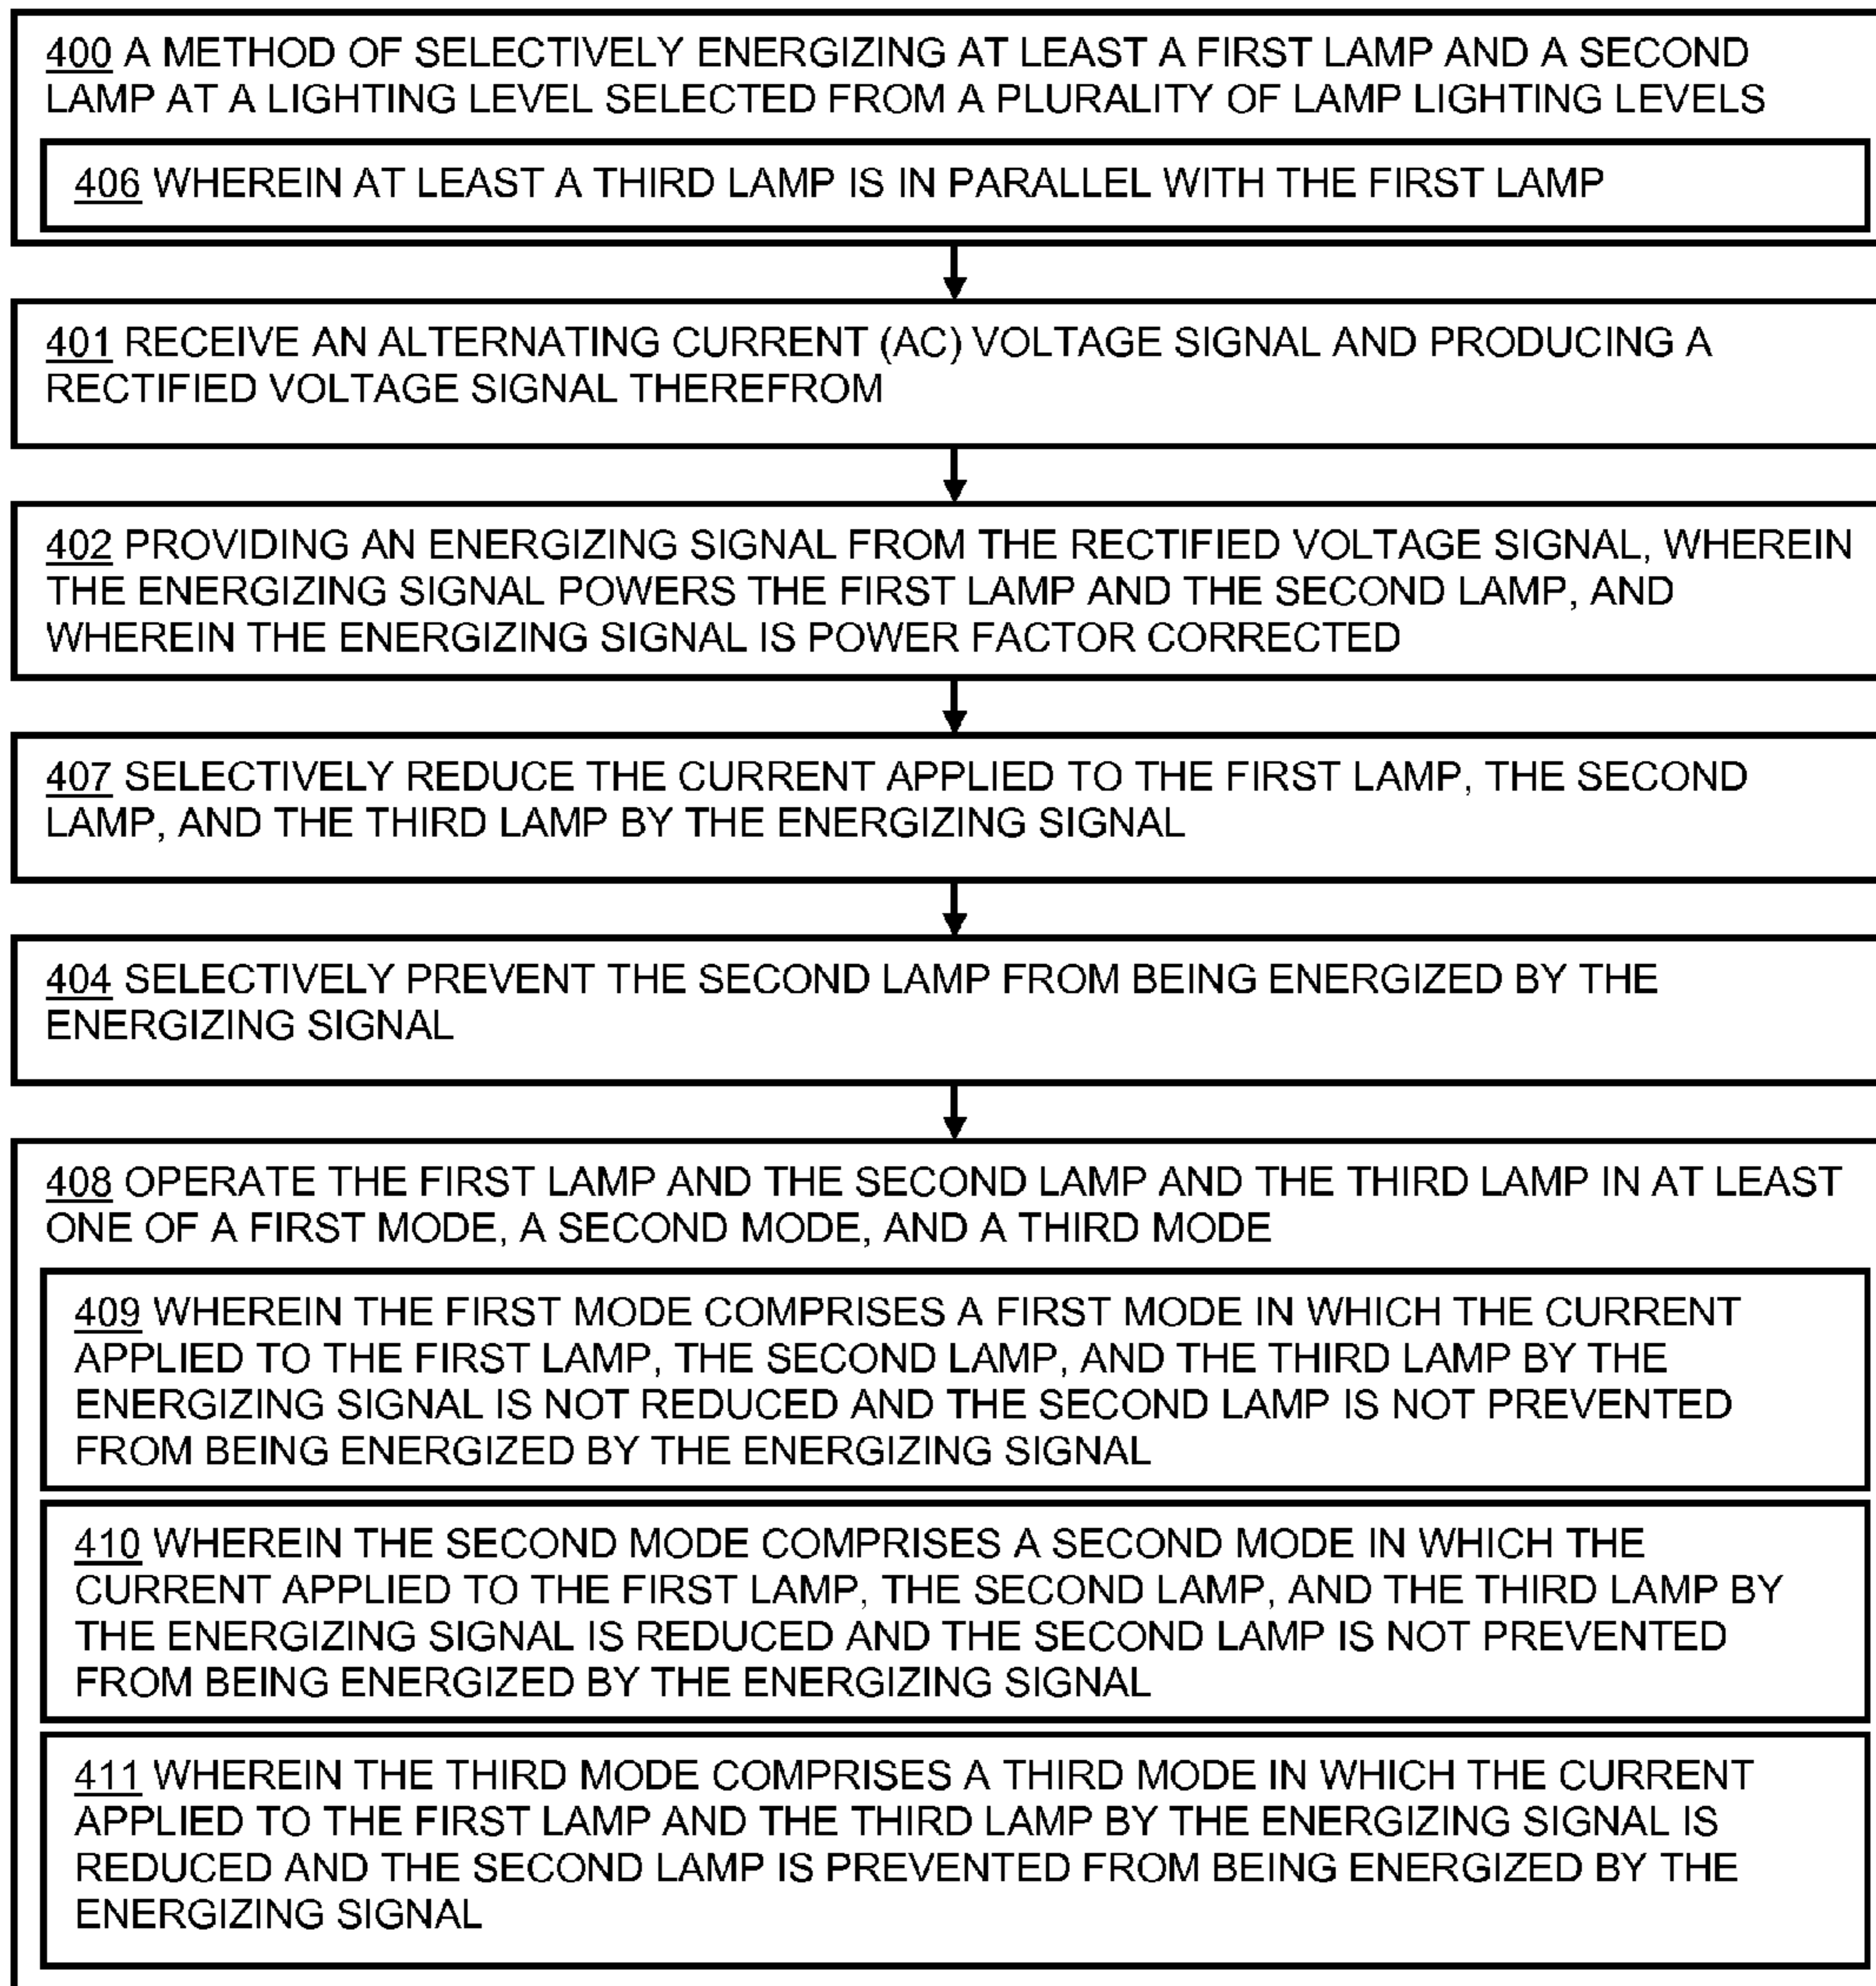 400 A METHOD OF SELECTIVELY ENERGIZING AT LEAST A FIRST LAMP AND A SECOND
LAMP AT A LIGHTING LEVEL SELECTED FROM A PLURALITY OF LAMP LIGHTING LEVELS
406 WHEREIN AT LEAST A THIRD LAMP IS IN PARALLEL WITH THE FIRST LAMP
401 RECEIVE AN ALTERNATING CURRENT (AC) VOLTAGE SIGNAL AND PRODUCING A
RECTIFIED VOLTAGE SIGNAL THEREFROM
402 PROVIDING AN ENERGIZING SIGNAL FROM THE RECTIFIED VOLTAGE SIGNAL, WHEREIN
THE ENERGIZING SIGNAL POWERS THE FIRST LAMP AND THE SECOND LAMP, AND
WHEREIN THE ENERGIZING SIGNAL IS POWER FACTOR CORRECTED
407 SELECTIVELY REDUCE THE CURRENT APPLIED TO THE FIRST LAMP, THE SECOND
LAMP, AND THE THIRD LAMP BY THE ENERGIZING SIGNAL
404 SELECTIVELY PREVENT THE SECOND LAMP FROM BEING ENERGIZED BY THE
ENERGIZING SIGNAL
408 OPERATE THE FIRST LAMP AND THE SECOND LAMP AND THE THIRD LAMP IN AT LEAST
ONE OF A FIRST MODE, A SECOND MODE, AND A THIRD MODE
409 WHEREIN THE FIRST MODE COMPRISES A FIRST MODE IN WHICH THE CURRENT
APPLIED TO THE FIRST LAMP, THE SECOND LAMP, AND THE THIRD LAMP BY THE
ENERGIZING SIGNAL IS NOT REDUCED AND THE SECOND LAMP IS NOT PREVENTED
FROM BEING ENERGIZED BY THE ENERGIZING SIGNAL
410 WHEREIN THE SECOND MODE COMPRISES A SECOND MODE IN WHICH THE
CURRENT APPLIED TO THE FIRST LAMP, THE SECOND LAMP, AND THE THIRD LAMP BY
THE ENERGIZING SIGNAL IS REDUCED AND THE SECOND LAMP IS NOT PREVENTED
FROM BEING ENERGIZED BY THE ENERGIZING SIGNAL
411 WHEREIN THE THIRD MODE COMPRISES A THIRD MODE IN WHICH THE CURRENT
APPLIED TO THE FIRST LAMP AND THE THIRD LAMP BY THE ENERGIZING SIGNAL IS
REDUCED AND THE SECOND LAMP IS PREVENTED FROM BEING ENERGIZED BY THE
ENERGIZING SIGNAL